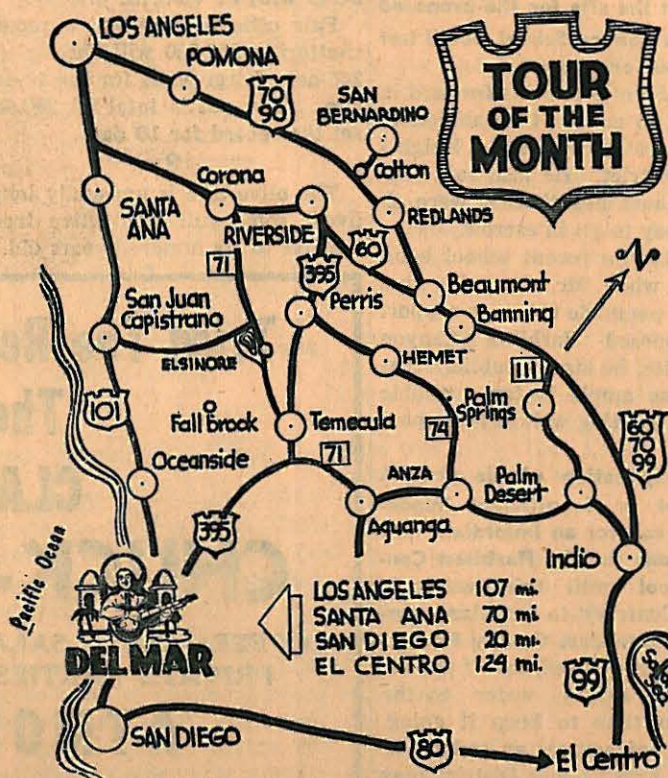 LOS ANGELES
POMONA
70
90
SAN
BERNARDINO
Colton
TOUR
OF THE
MONTH
Corona
SANTA
ANA
RIVERSIDE
REDLANDS
71
60
395
Beaumont
Banning
N
San Juan
Capistrano
Perris
ELSINORE
HEMET
111
Palm
Springs
101
Fall Brook
Temeculd
74
60
70
99
Oceanside
71
ANZA
Palm
Desert
395
Aguanga
Indio
Pacific Ocean
DEL MAR
LOS ANGELES 107 mi.
SANTA ANA 70 mi.
SAN DIEGO 20 mi.
EL CENTRO 124 mi.
99
SAN DIEGO
80
El Centro